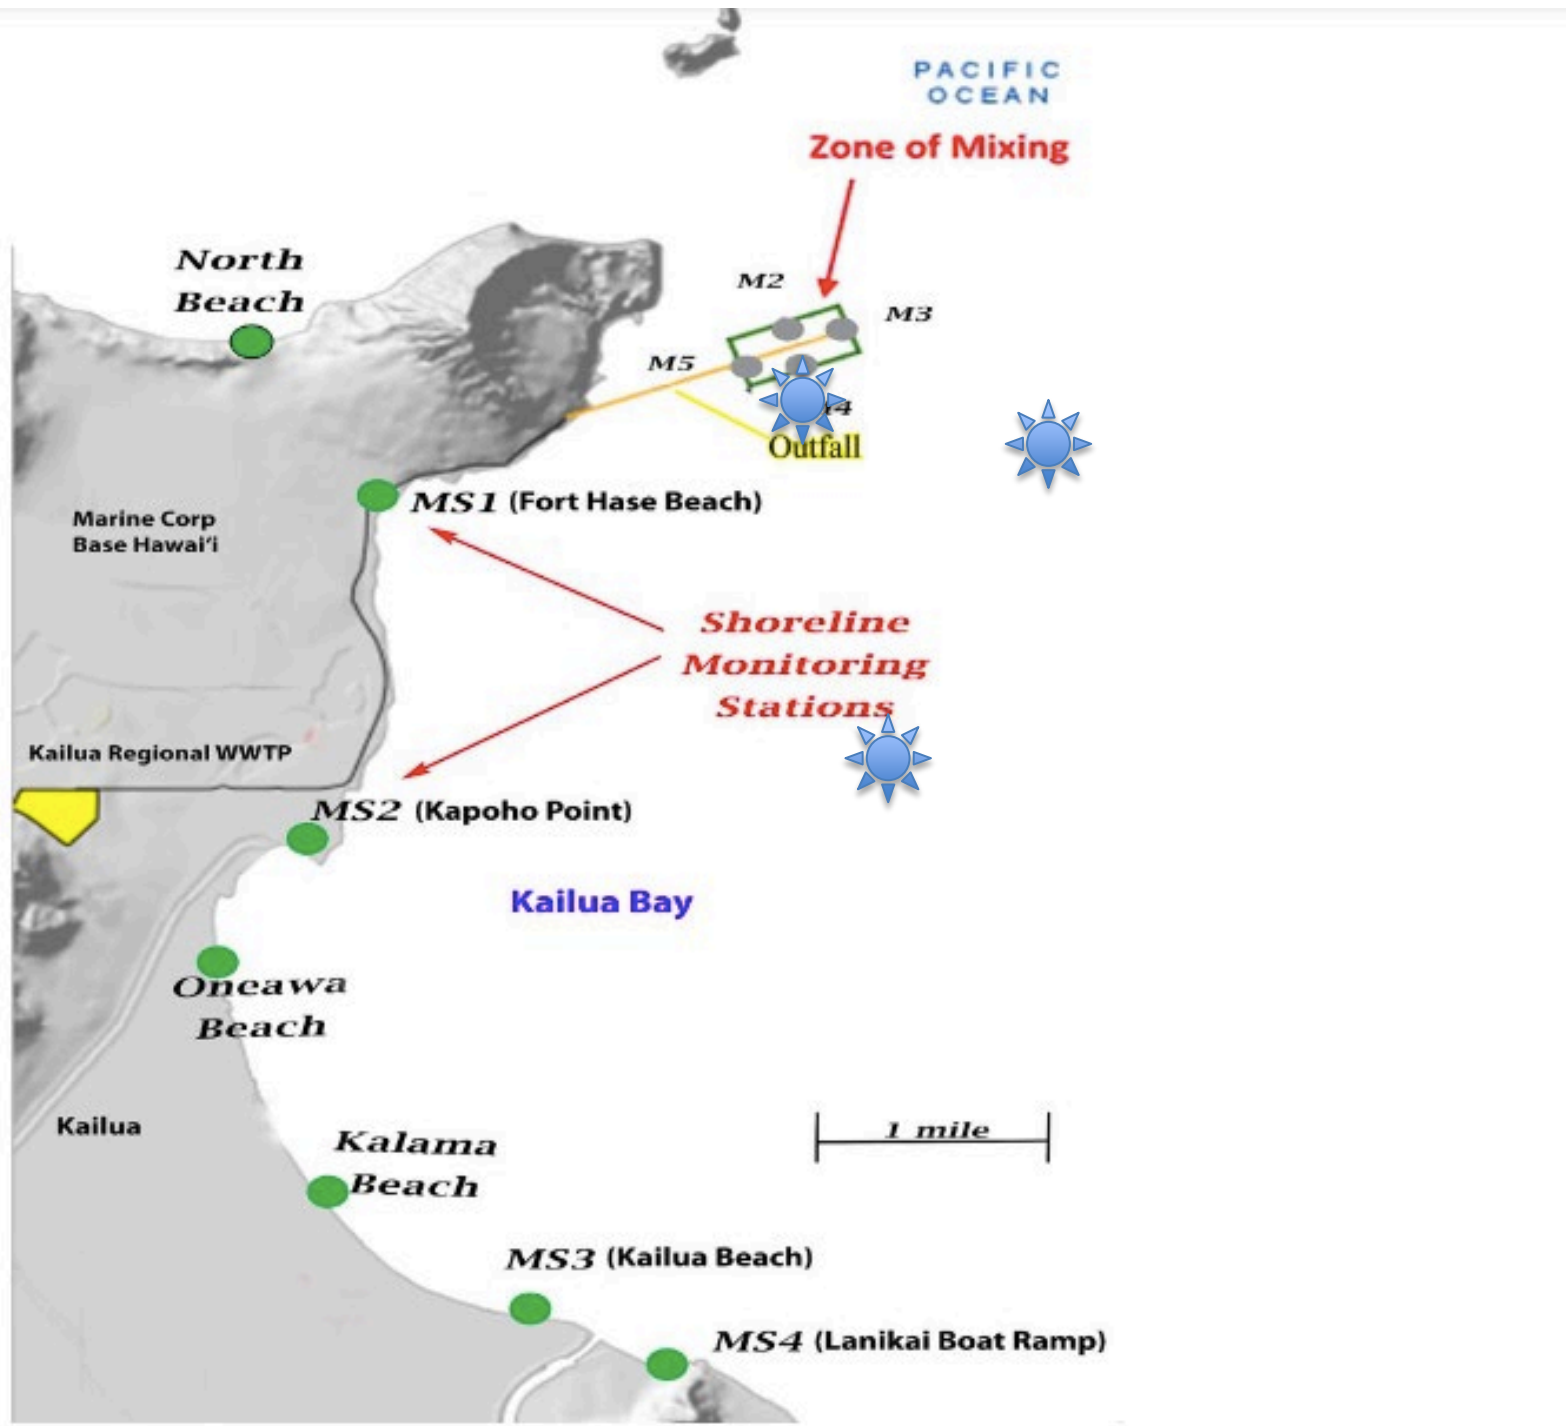 PACIFIC
OCEAN
Zone of Mixing
North
Beach
M2
M3
M5
Outfall
MS1 (Fort Hase Beach)
Marine Corp
Base Hawai‘i
Shoreline
Monitoring
Stations
Kailua Regional WWTP
MS2 (Kapoho Point)
Kailua Bay
Oneawa
Beach
Kailua
1 mile
Kalama
Beach
MS3 (Kailua Beach)
MS4 (Lanikai Boat Ramp)